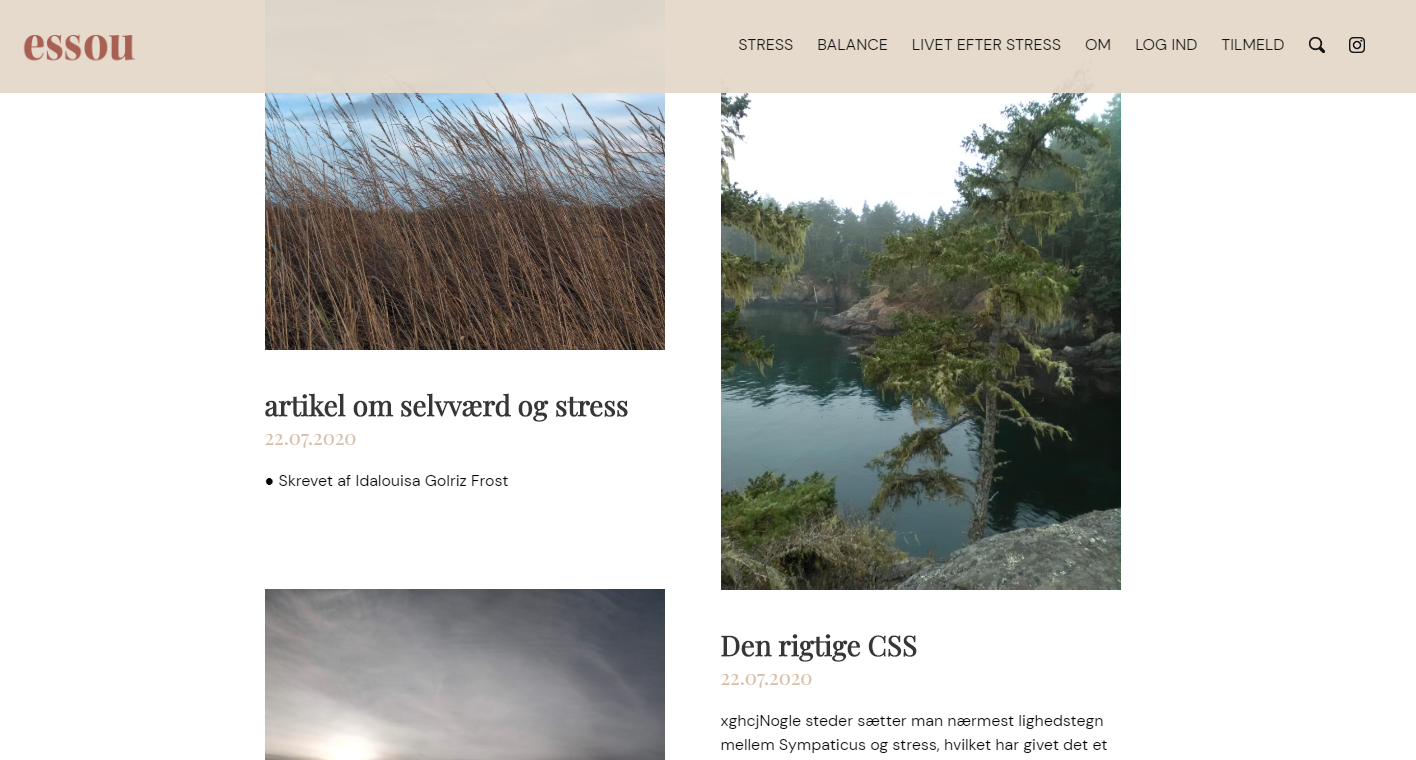 essou
STRESS BALANCE LIVET EFTER STRESS OM LOG IND TILMELD
artikel om selvværd og stress
22.07.2020
● Skrevet af Idalouisa Golriz Frost
Den rigtige CSS
22.07.2020
xghcjNogle steder sætter man nærmest lighedstegn
mellem Sympaticus og stress, hvilket har givet det et